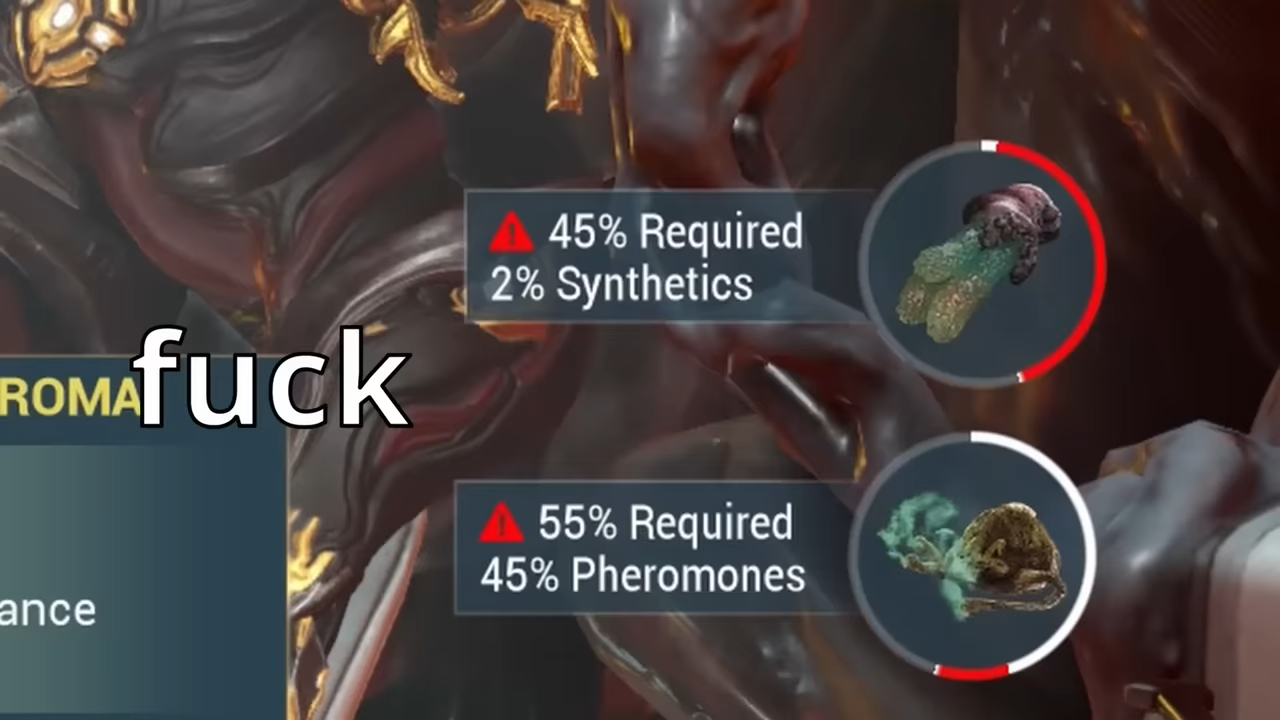 45% Required
2% Synthetics
fuck
ROMA
55% Required
45% Pheromones
ance